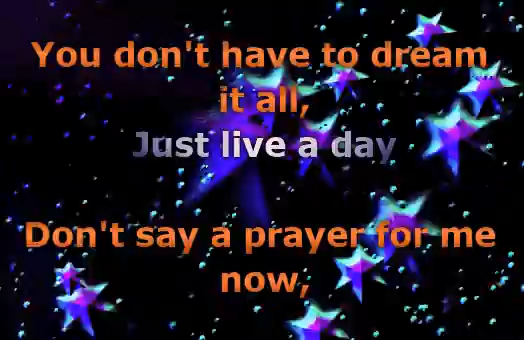 You don't have to dream
it all,
Just live a day
Don't say a prayer for me
now,